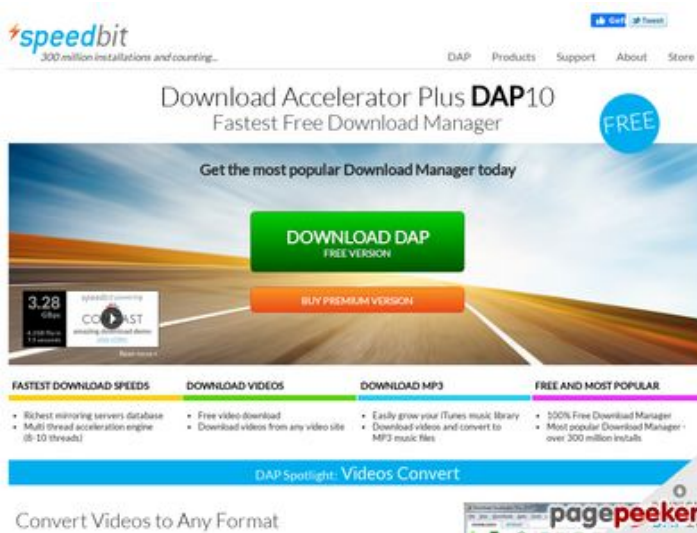 speedbit
300 million installations and counting...
Tweet
DAP Products Support About Store
Download Accelerator Plus DAP10
Fastest Free Download Manager
FREE
Get the most popular Download Manager today
DOWNLOAD DAP
FREE VERSION
BUY PREMIUM VERSION
3.28
GBps
amazing download demo
Read more
FASTEST DOWNLOAD SPEEDS
Richest mirroring servers database
Multi thread acceleration engine
(8-10 threads)
DOWNLOAD VIDEOS
Free video download
Download videos from any video site
DOWNLOAD MP3
Easily grow your iTunes music library
Download videos and convert to
MP3 music files
FREE AND MOST POPULAR
100% Free Download Manager
Most popular Download Manager -
over 300 million installs
DAP Spotlight: Videos Convert
Convert Videos to Any Format
pagepeeker